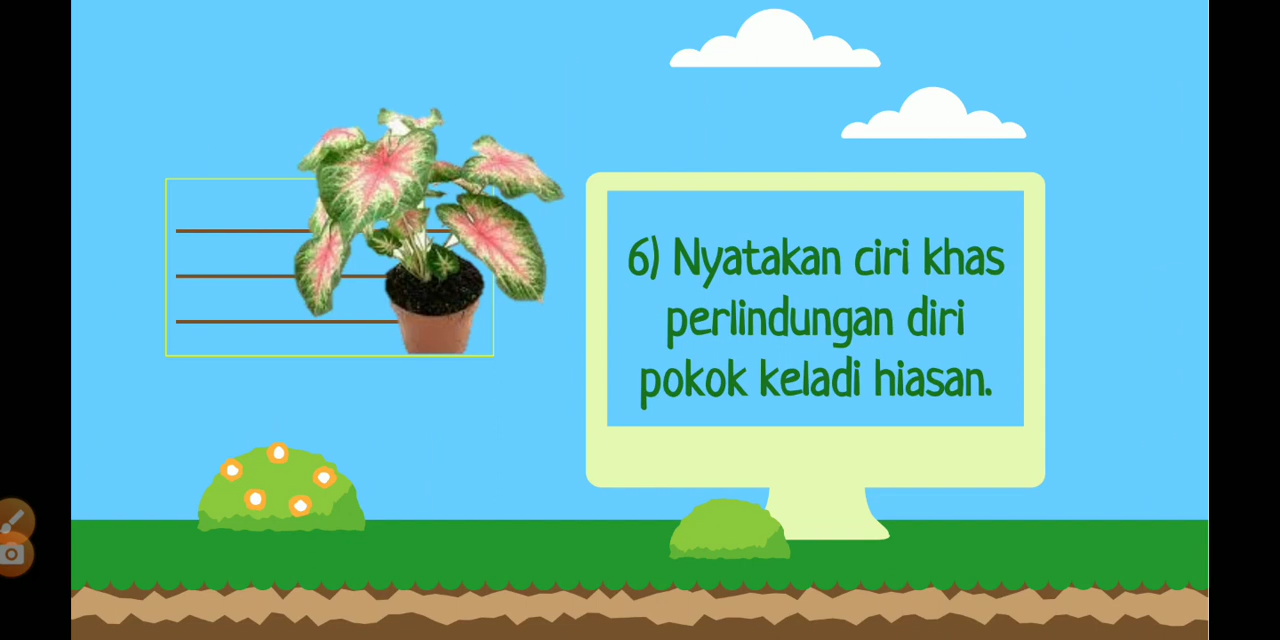 6) Nyatakan ciri khas
perlindungan diri
pokok keladi hiasan.